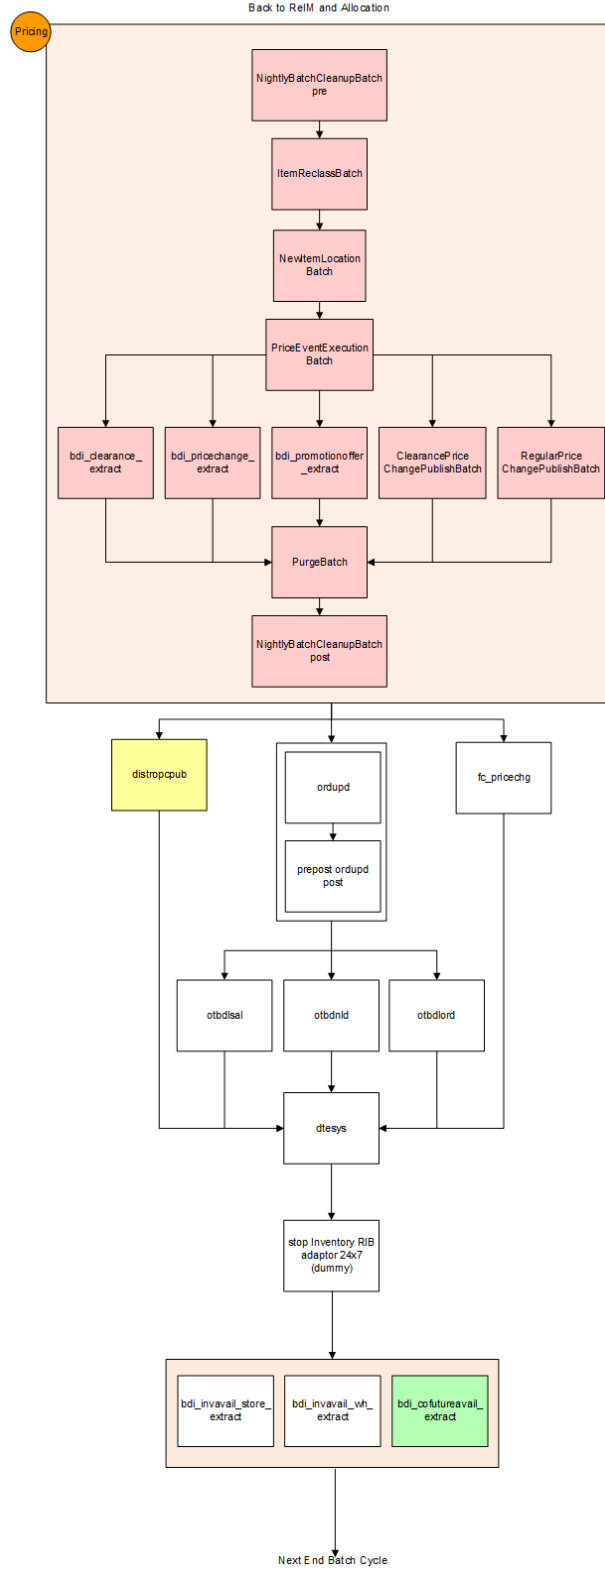 Back to ReIM and Allocation
Pricing
NightlyBatchCleanupBatch
pre
ItemReclassBatch
NewItemLocation
Batch
PriceEventExecution
Batch
bdi_clearance_
extract
bdi_pricechange_
extract
bdi_promotionoffer
_extract
ClearancePrice
ChangePublishBatch
RegularPrice
ChangePublishBatch
PurgeBatch
NightlyBatchCleanupBatch
post
distropcpub
ordupd
fc_pricechg
prepost ordupd
post
otbdlsal
otbdnld
otbdlord
dtesys
stop Inventory RIB
adaptor 24x7
(dummy)
bdi_invavail_store_
extract
bdi_invavail_wh_
extract
bdi_cofutureavail_
extract
Next End Batch Cycle